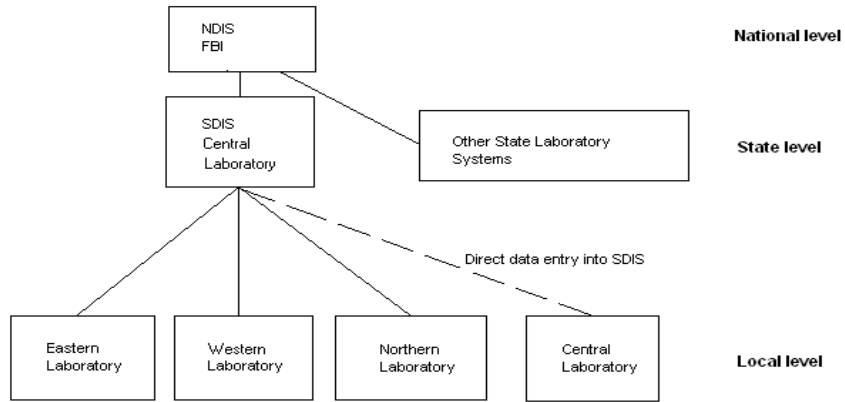 NDIS
FBI
National level
SDIS
Central
Laboratory
Other State Laboratory
Systems
State level
Direct data entry into SDIS
Eastern
Laboratory
Western
Laboratory
Northern
Laboratory
Central
Laboratory
Local level